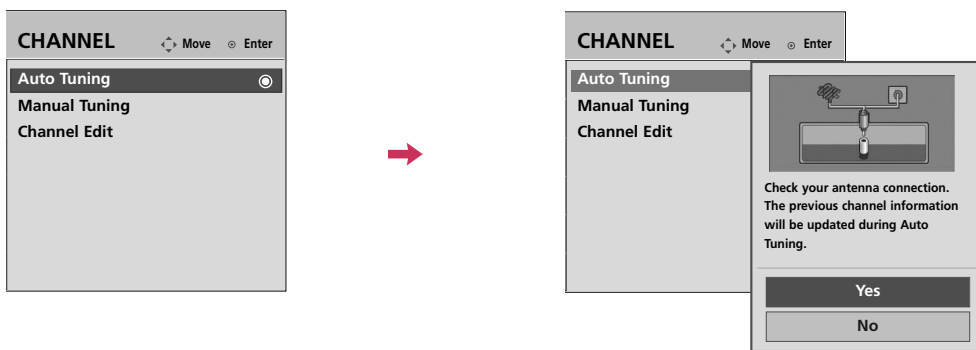 CHANNEL Move Enter
Auto Tuning
Manual Tuning
Channel Edit
CHANNEL Move Enter
Auto Tuning
Manual Tuning
Channel Edit
Check your antenna connection.
The previous channel information
will be updated during Auto
Tuning.
Yes
No